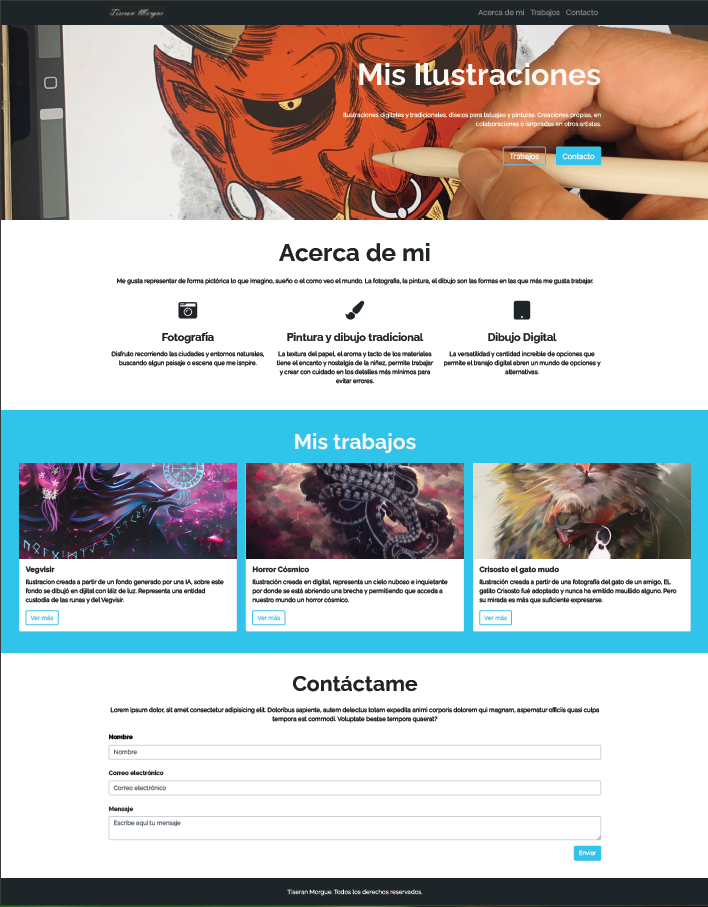 Tiseran Morgue
Acerca de mi Trabajos Contacto
Mis Ilustraciones
Ilustraciones digitales y tradicionales, diseños para tatuajes y pinturas. Creaciones propias, en
colaboraciones o isnpiradas en otros artistas.
Trabajos Contacto
Acerca de mi
Me gusta representar de forma pictórica lo que imagino, sueño o el como veo el mundo. La fotografía, la pintura, el dibujo son las formas en las que más me gusta trabajar.
Fotografía
Disfruto recorriendo las ciudades y entornos naturales,
buscando algun paisaje o escena que me isnpire.
Pintura y dibujo tradicional
La textura del papel, el aroma y tacto de los materiales
tiene el encanto y nostalgia de la niñez, permite trabajar
y crear con cuidado en los detalles más mínimos para
evitar errores.
Dibujo Digital
La versatilidad y cantidad increíble de opciones que
permite el tranajo digital abren un mundo de opciones y
alternativas.
Mis trabajos
Vegvisir
Ilustracion creada a partir de un fondo generado por una IA, sobre este
fondo se dibujó en dijital con láiz de luz. Representa una entidad
custodia de las runas y del Vegvisir.
Ver más
Horror Cósmico
Ilustración creada en digital, representa un cielo nuboso e inquietante
por donde se está abriendo una brecha y permitiendo que acceda a
nuestro mundo un horror cósmico.
Ver más
Crisosto el gato mudo
Ilustración creada a partir de una fotografía del gato de un amigo, EL
gatito Crisosto fué adoptado y nunca ha emitido maullido alguno. Pero
su mirada es más que suficiente expresarse.
Ver más
Contáctame
Lorem ipsum dolor, sit amet consectetur adipisicing elit. Doloribus sapiente, autem delectus totam expedita animi corporis dolorem qui magnam, aspernatur officiis quasi culpa
tempora est commodi. Voluptate beatae tempora quaerat?
Nombre
Nombre
Correo electrónico
Correo electrónico
Mensaje
Escribe aquí tu mensaje
Enviar
Tiseran Morgue. Todos los derechos reservados.